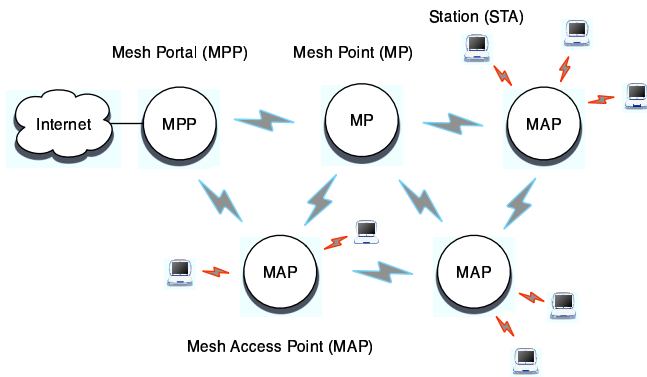 Station (STA)
Mesh Portal (MPP)
Mesh Point (MP)
Internet
MPP
MP
MAP
MAP
MAP
Mesh Access Point (MAP)